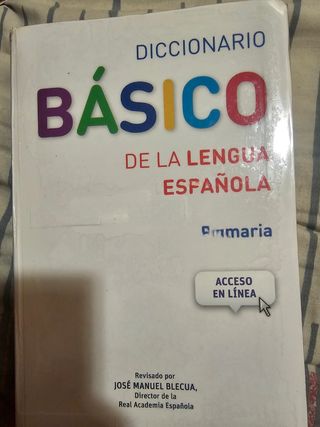 DICCIONARIO
BÁSICO
DE LA LENGUA
ESPAÑOLA
Primaria
ACCESO
EN LÍNEA
Revisado por
JOSÉ MANUEL BLECUA,
Director de la
Real Academia Española